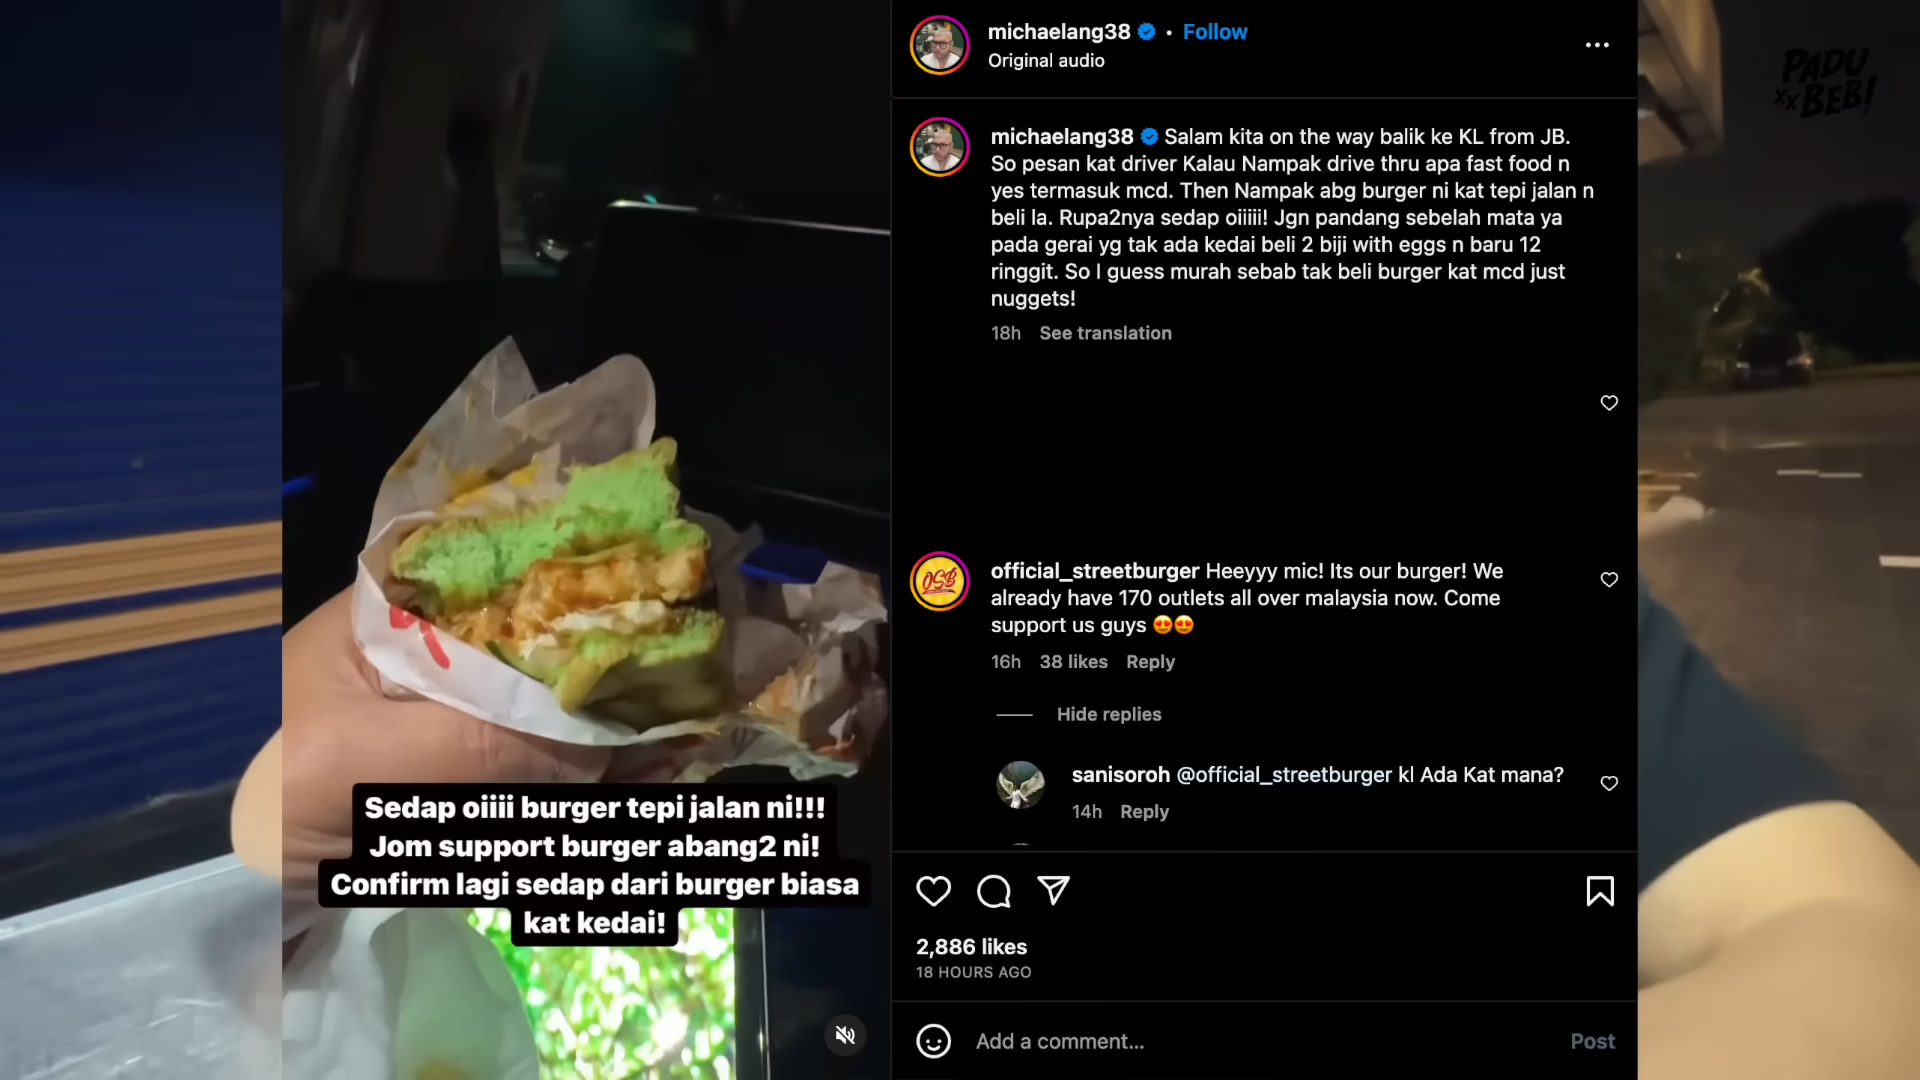 michaelang38 • Follow
Original audio
PADU
xx BEB!
michaelang38 Salam kita on the way balik ke KL from JB.
So pesan kat driver Kalau Nampak drive thru apa fast food n
yes termasuk mcd. Then Nampak abg burger ni kat tepi jalan n
beli la. Rupa2nya sedap oiiiii! Jgn pandang sebelah mata ya
pada gerai yg tak ada kedai beli 2 biji with eggs n baru 12
ringgit. So I guess murah sebab tak beli burger kat mcd just
nuggets!
18h See translation
OSB
official_streetburger Heeyyy mic! Its our burger! We
already have 170 outlets all over malaysia now. Come
support us guys 😍😍
16h 38 likes Reply
Hide replies
sanisoroh @official_streetburger kl Ada Kat mana?
14h Reply
Sedap oiiii burger tepi jalan ni!!!
Jom support burger abang2 ni!
Confirm lagi sedap dari burger biasa
kat kedai!
2,886 likes
18 HOURS AGO
Add a comment...
Post